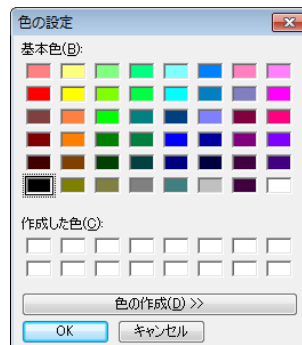 色の設定
基本色(B):
作成した色(C):
色の作成(D) >>
OK
キャンセル